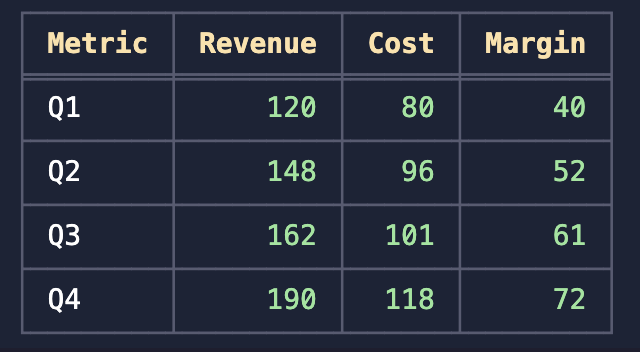 Metric Revenue Cost Margin
Q1 120 80 40
Q2 148 96 52
Q3 162 101 61
Q4 190 118 72